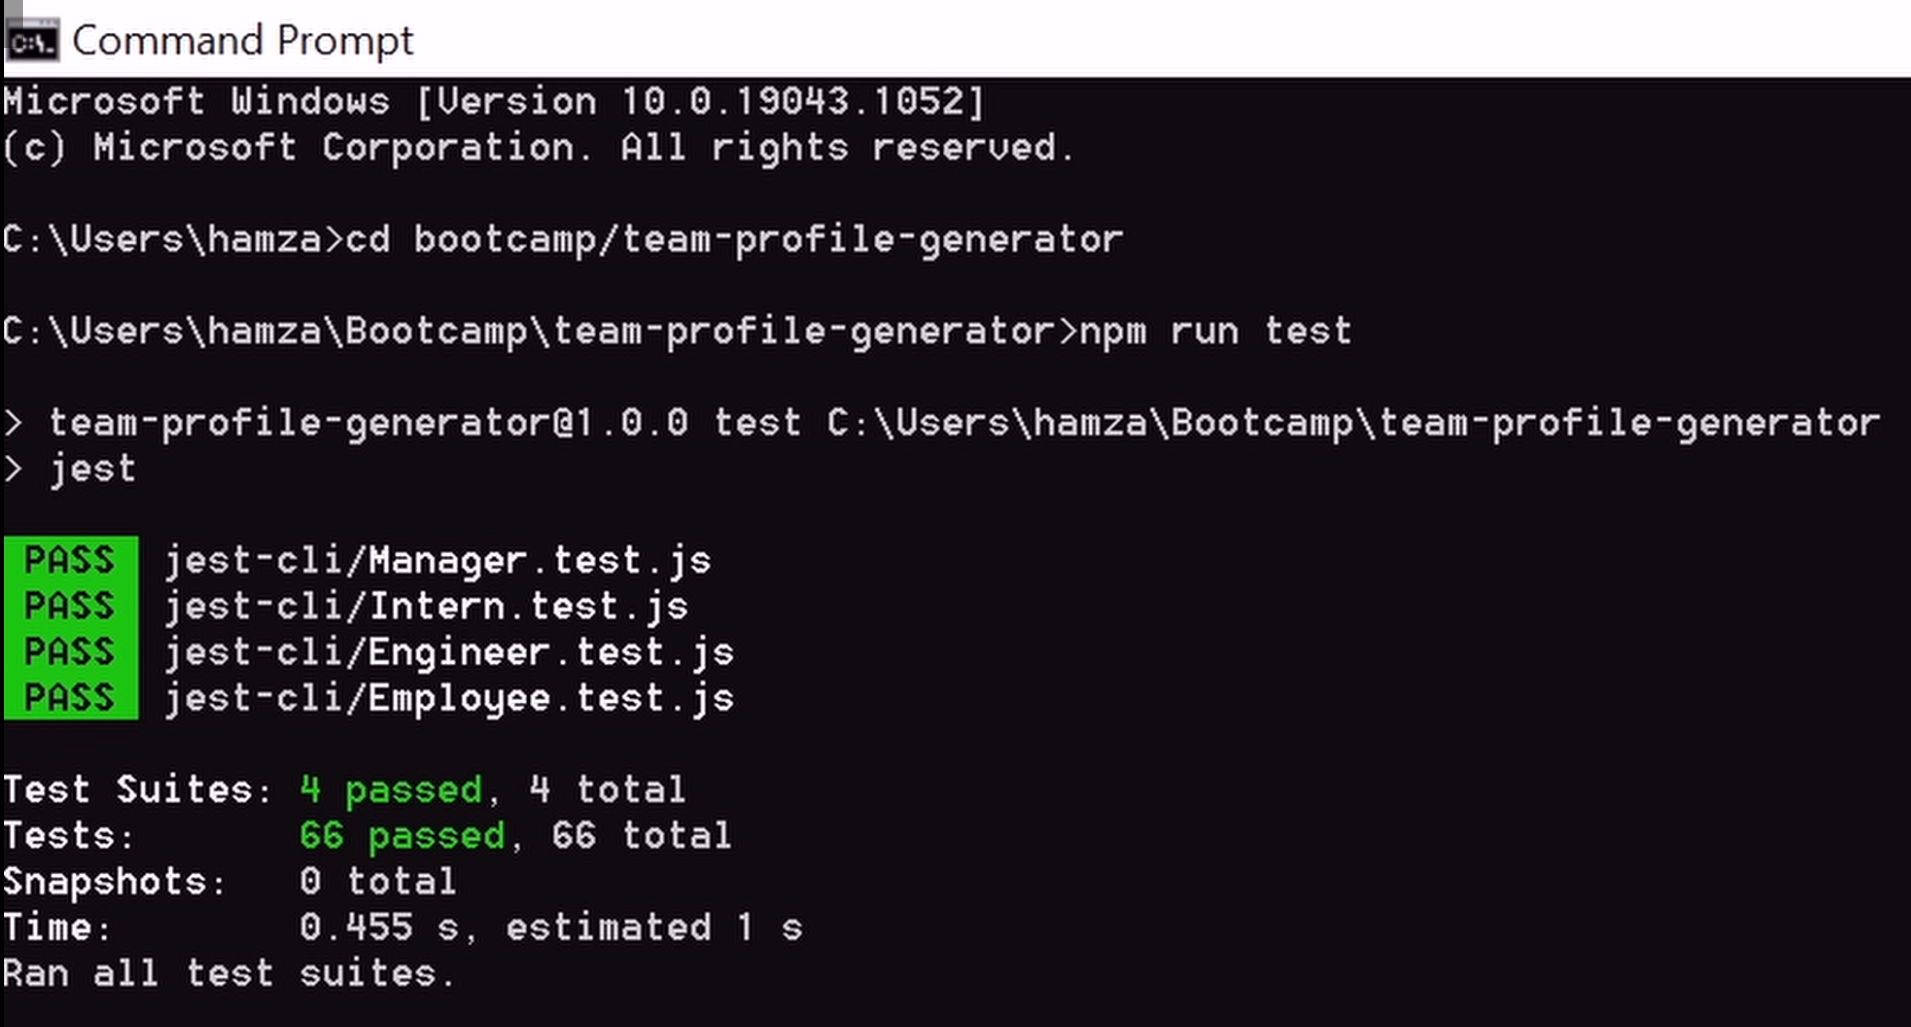 Command Prompt
Microsoft Windows [Version 10.0.19043.1052]
(c) Microsoft Corporation. All rights reserved.
C:\Users\hamza>cd bootcamp/team-profile-generator
C:\Users\hamza\Bootcamp\team-profile-generator>npm run test
> team-profile-generator@1.0.0 test C:\Users\hamza\Bootcamp\team-profile-generator
> jest
PASS jest-cli/Manager.test.js
PASS jest-cli/Intern.test.js
PASS jest-cli/Engineer.test.js
PASS jest-cli/Employee.test.js
Test Suites: 4 passed, 4 total
Tests: 66 passed, 66 total
Snapshots: 0 total
Time: 0.455 s, estimated 1 s
Ran all test suites.